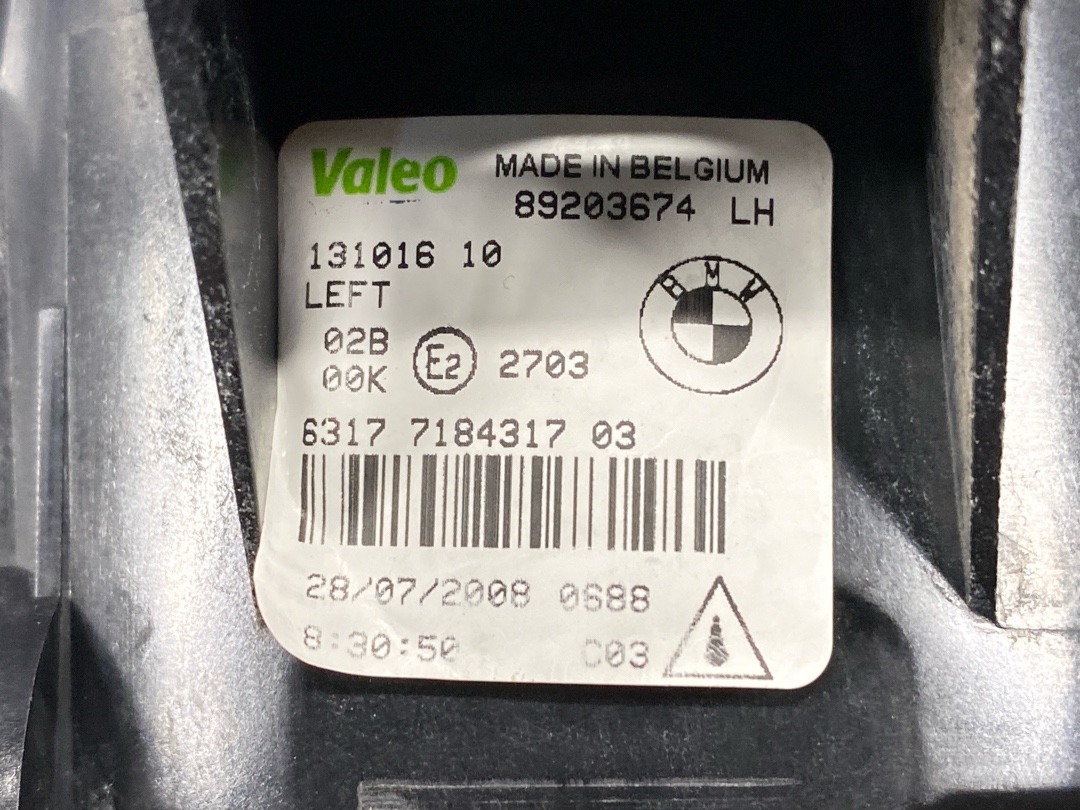 Valeo MADE IN BELGIUM
89203674 LH
131016 10
LEFT
BMW
02B
00K
E2 2703
6317 7184317 03
28/07/2008 0688
8:30:50 C03